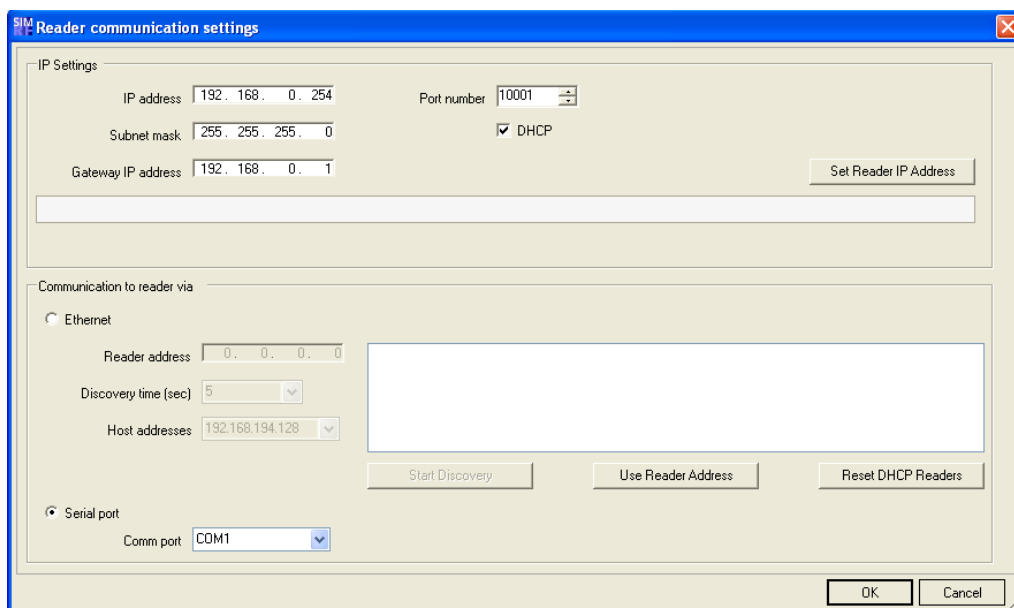 SIM Reader communication settings
IP Settings
IP address 192. 168. 0. 254 Port number 10001
Subnet mask 255. 255. 255. 0 DHCP
Gateway IP address 192. 168. 0. 1 Set Reader IP Address
Communication to reader via
Ethernet
Reader address 0. 0. 0. 0
Discovery time (sec) 5
Host addresses 192.168.194.128
Start Discovery Use Reader Address Reset DHCP Readers
Serial port
Comm port COM1
OK Cancel